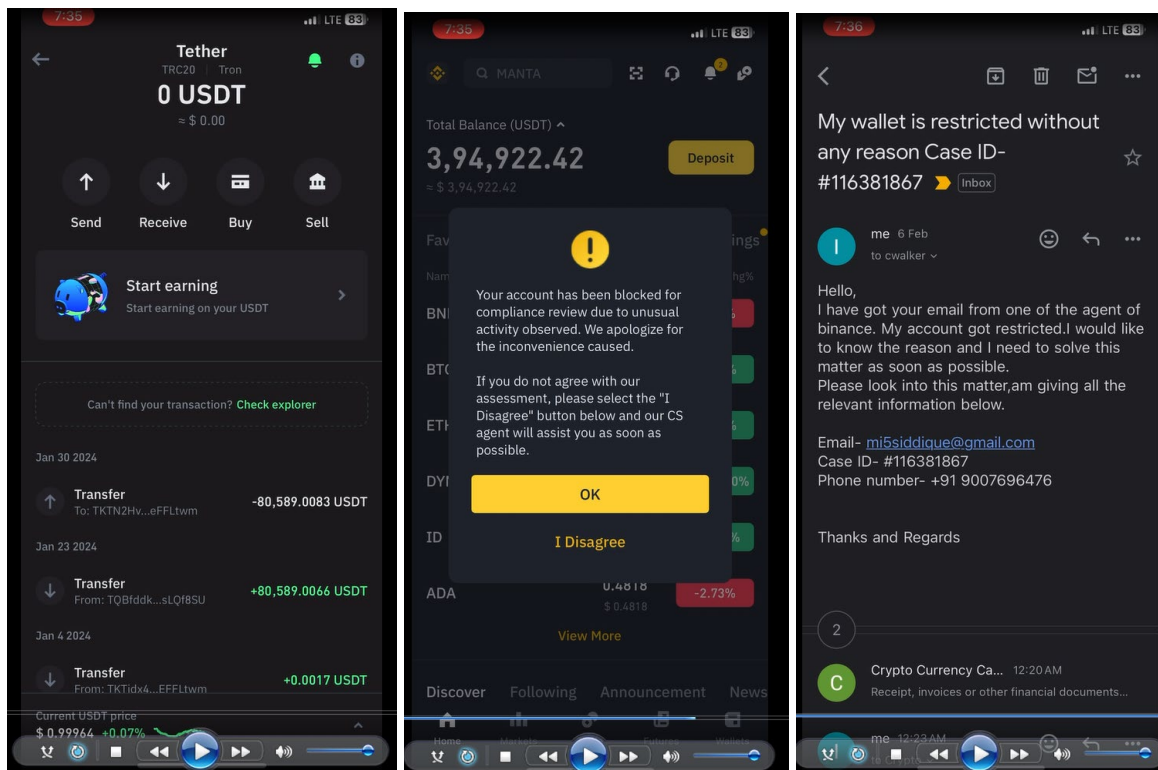 7:35
LTE 83
Tether
TRC20 | Tron
0 USDT
≈ $ 0.00
Send Receive Buy Sell
Start earning
Start earning on your USDT
Can't find your transaction? Check explorer
Jan 30 2024
Transfer -80,589.0083 USDT
To: TKTN2Hv...eFFLtwm
Jan 23 2024
Transfer +80,589.0066 USDT
From: TQBfddk...sLQf8SU
Jan 4 2024
Transfer +0.0017 USDT
From: TKTjdx4...EFFLtwm
Current USDT price
$ 0.99964 +0.07%
7:35
LTE 83
MANTA
2
Total Balance (USDT)
3,94,922.42
Deposit
≈ $ 3,94,922.42
Fav ings
Nam hg%
BNI
BTC
ETH
DYI 0%
ID %
Your account has been blocked for
compliance review due to unusual
activity observed. We apologize for
the inconvenience caused.
If you do not agree with our
assessment, please select the "I
Disagree" button below and our CS
agent will assist you as soon as
possible.
OK
I Disagree
ADA 0.4818 -2.73%
$ 0.4818
View More
Discover Following Announcement News
Home Markets Futures Wallets
7:36
LTE 83
My wallet is restricted without
any reason Case ID-
#116381867 Inbox
I
me 6 Feb
to cwalker
Hello,
I have got your email from one of the agent of
binance. My account got restricted.I would like
to know the reason and I need to solve this
matter as soon as possible.
Please look into this matter,am giving all the
relevant information below.
Email- mi5siddique@gmail.com
Case ID- #116381867
Phone number- +91 9007696476
Thanks and Regards
2
C
Crypto Currency Ca... 12:20 AM
Receipt, invoices or other financial documents...
me 12:23 AM
to Crypto